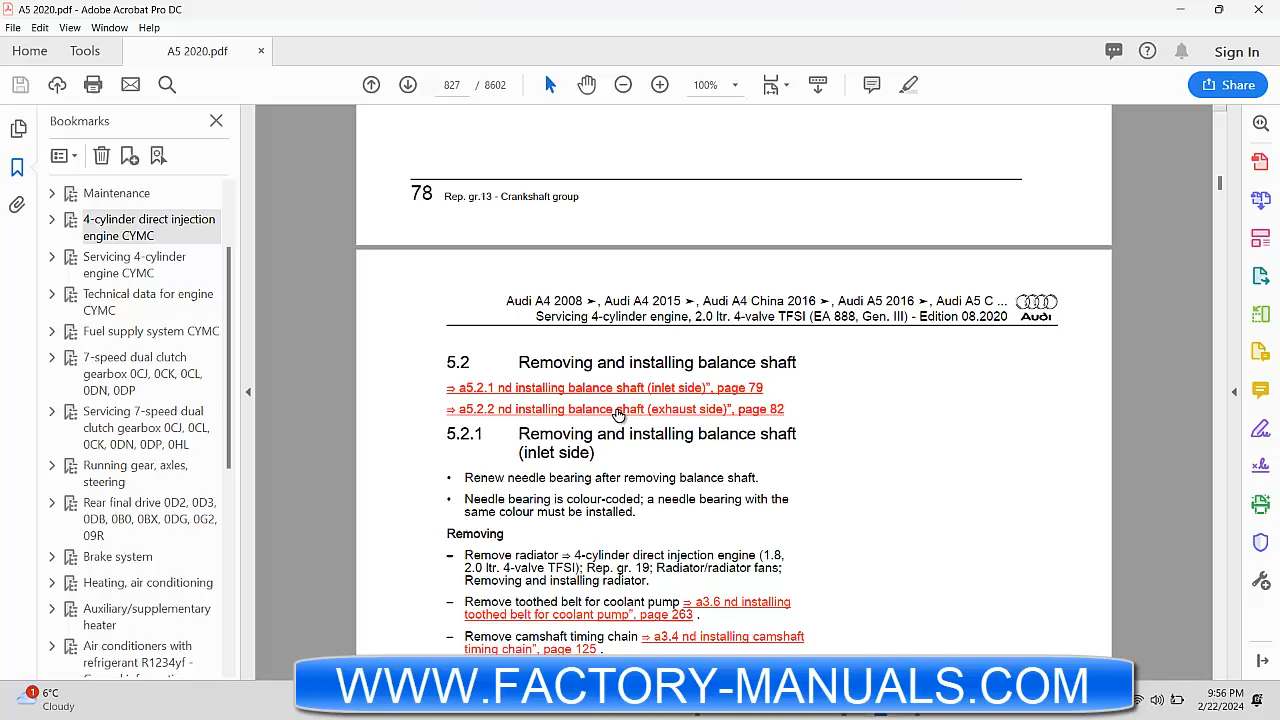 A5 2020.pdf - Adobe Acrobat Pro DC
File Edit View Window Help
Home Tools A5 2020.pdf × Sign In
827 / 8602 100% Share
Bookmarks
Maintenance
4-cylinder direct injection
engine CYMC
Servicing 4-cylinder
engine CYMC
Technical data for engine
CYMC
Fuel supply system CYMC
7-speed dual clutch
gearbox 0CJ, 0CK, 0CL,
0DN, 0DP
Servicing 7-speed dual
clutch gearbox 0CJ, 0CL,
0CK, 0DN, 0DP, 0HL
Running gear, axles,
steering
Rear final drive 0D2, 0D3,
0DB, 0B0, 0BX, 0DG, 0G2,
09R
Brake system
Heating, air conditioning
Auxiliary/supplementary
heater
Air conditioners with
refrigerant R1234yf -
78 Rep. gr.13 - Crankshaft group
Audi A4 2008 ➤, Audi A4 2015 ➤, Audi A4 China 2016 ➤, Audi A5 2016 ➤, Audi A5 C ...
Servicing 4-cylinder engine, 2.0 ltr. 4-valve TFSI (EA 888, Gen. III) - Edition 08.2020
Audi
5.2 Removing and installing balance shaft
⇒ a5.2.1 nd installing balance shaft (inlet side)”, page 79
⇒ a5.2.2 nd installing balance shaft (exhaust side)”, page 82
5.2.1 Removing and installing balance shaft
(inlet side)
• Renew needle bearing after removing balance shaft.
• Needle bearing is colour-coded; a needle bearing with the
same colour must be installed.
Removing
– Remove radiator ⇒ 4-cylinder direct injection engine (1.8,
2.0 ltr. 4-valve TFSI); Rep. gr. 19; Radiator/radiator fans;
Removing and installing radiator.
– Remove toothed belt for coolant pump ⇒ a3.6 nd installing
toothed belt for coolant pump”, page 263 .
– Remove camshaft timing chain ⇒ a3.4 nd installing camshaft
timing chain”, page 125 .
WWW.FACTORY-MANUALS.COM
1
6°C
Cloudy
9:56 PM
2/22/2024